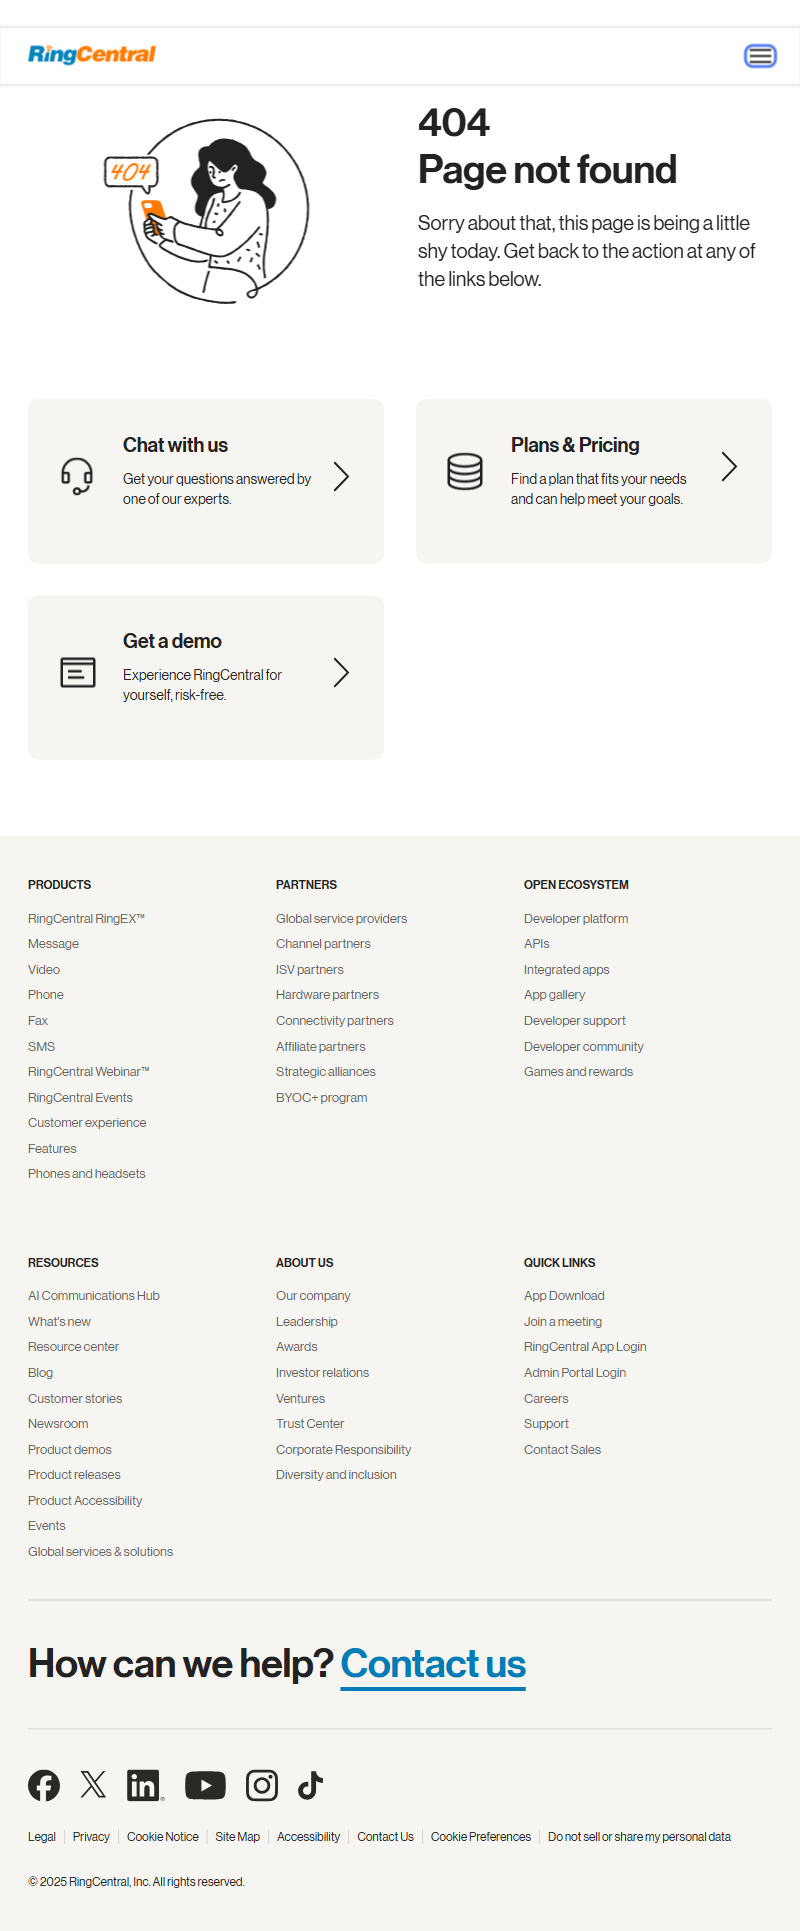 RingCentral
404
404
Page not found
Sorry about that, this page is being a little
shy today. Get back to the action at any of
the links below.
Chat with us
Get your questions answered by
one of our experts.
Plans & Pricing
Find a plan that fits your needs
and can help meet your goals.
Get a demo
Experience RingCentral for
yourself, risk-free.
PRODUCTS
RingCentral RingEX™
Message
Video
Phone
Fax
SMS
RingCentral Webinar™
RingCentral Events
Customer experience
Features
Phones and headsets
PARTNERS
Global service providers
Channel partners
ISV partners
Hardware partners
Connectivity partners
Affiliate partners
Strategic alliances
BYOC+ program
OPEN ECOSYSTEM
Developer platform
APIs
Integrated apps
App gallery
Developer support
Developer community
Games and rewards
RESOURCES
AI Communications Hub
What's new
Resource center
Blog
Customer stories
Newsroom
Product demos
Product releases
Product Accessibility
Events
Global services & solutions
ABOUT US
Our company
Leadership
Awards
Investor relations
Ventures
Trust Center
Corporate Responsibility
Diversity and inclusion
QUICK LINKS
App Download
Join a meeting
RingCentral App Login
Admin Portal Login
Careers
Support
Contact Sales
How can we help? Contact us
in®
Legal | Privacy | Cookie Notice | Site Map | Accessibility | Contact Us | Cookie Preferences | Do not sell or share my personal data
© 2025 RingCentral, Inc. All rights reserved.